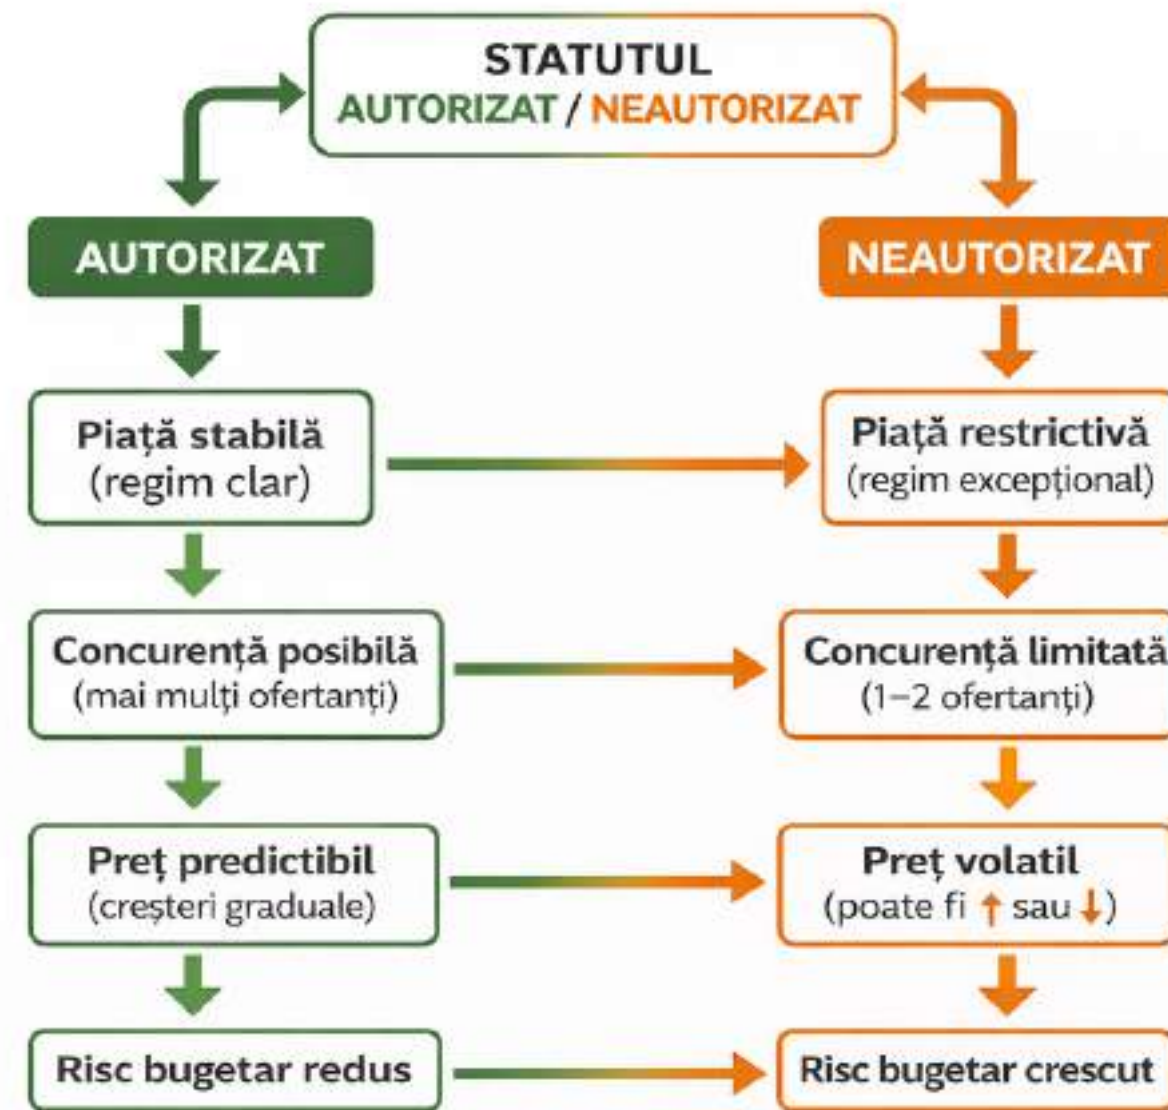 STATUTUL
AUTORIZAT / NEAUTORIZAT
AUTORIZAT
NEAUTORIZAT
Piață stabilă
(regim clar)
Piață restrictivă
(regim excepțional)
Concurență posibilă
(mai mulți ofertanți)
Concurență limitată
(1–2 ofertanți)
Preț predictibil
(creșteri graduale)
Preț volatil
(poate fi ↑ sau ↓)
Risc bugetar redus
Risc bugetar crescut